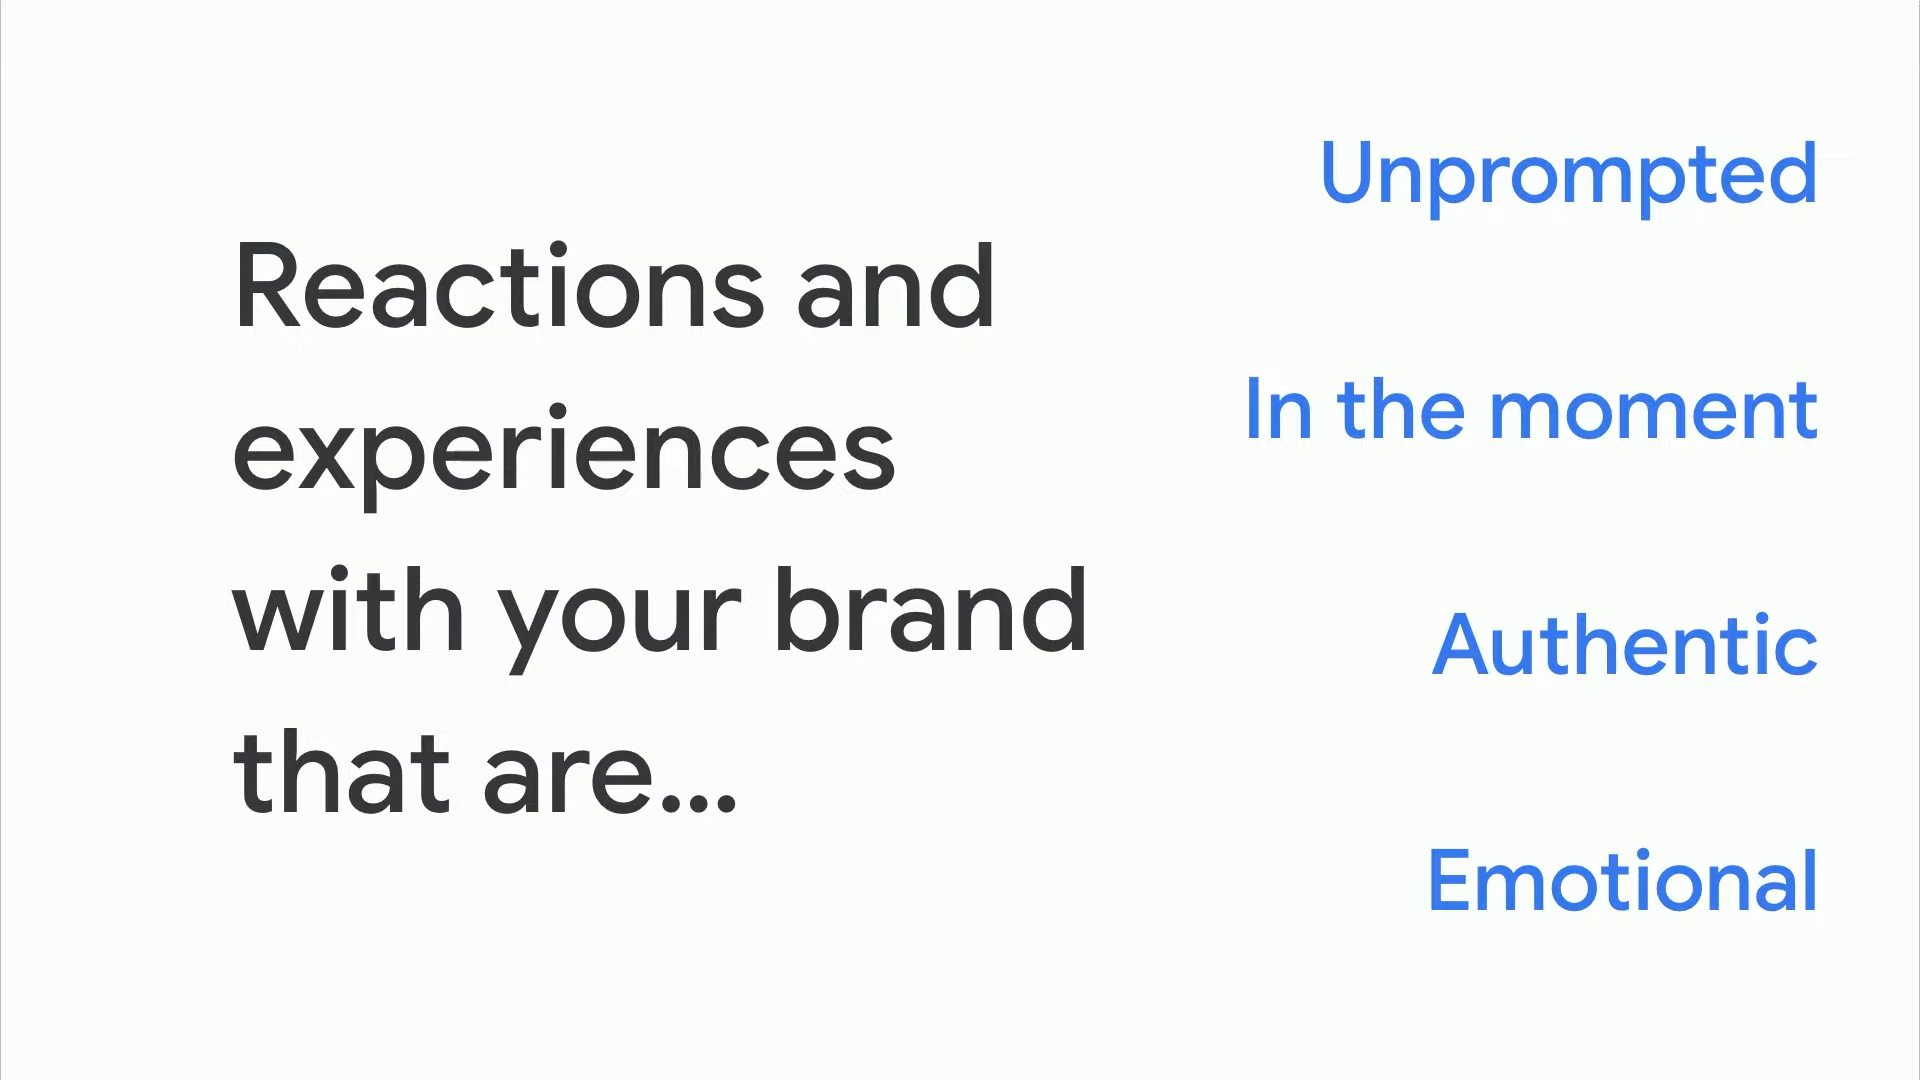 Reactions and
experiences
with your brand
that are...
Unprompted
In the moment
Authentic
Emotional